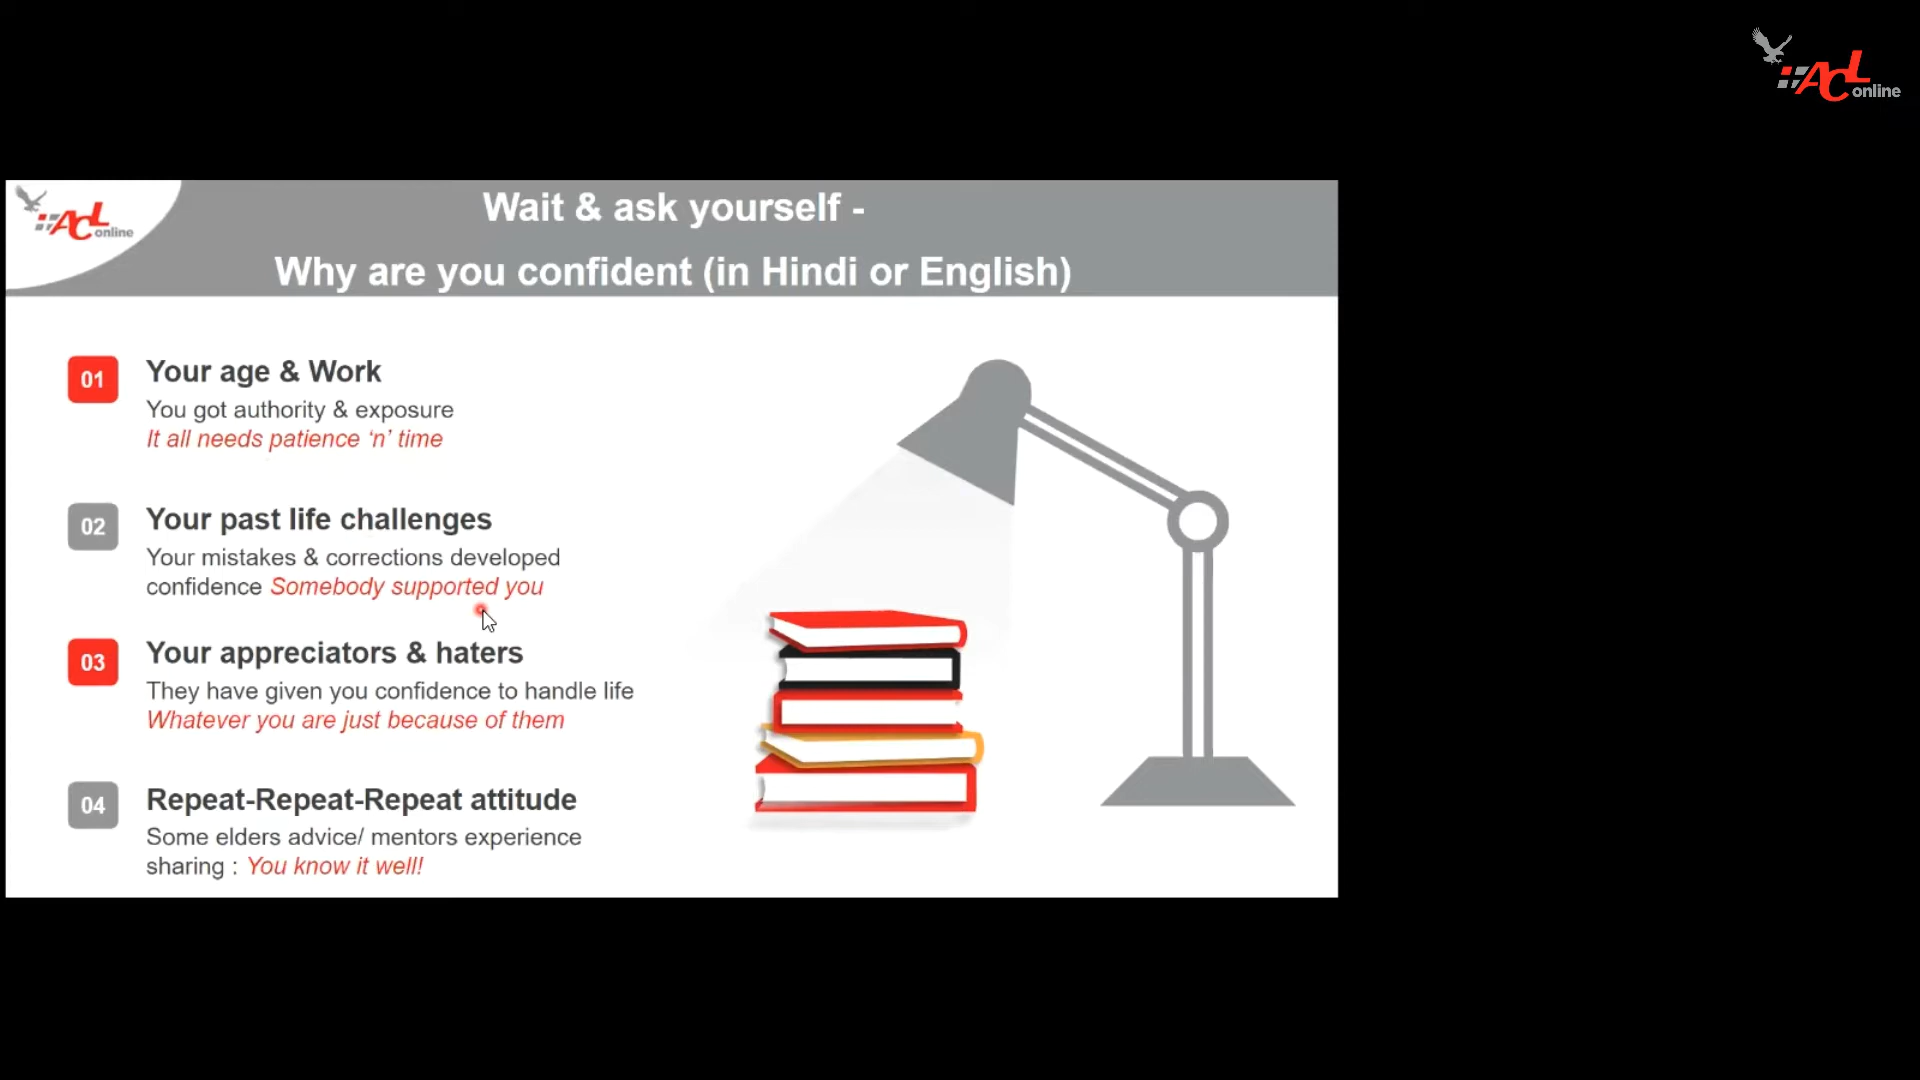 ACL
online
ACL
online
Wait & ask yourself -
Why are you confident (in Hindi or English)
01
Your age & Work
You got authority & exposure
It all needs patience ‘n’ time
02
Your past life challenges
Your mistakes & corrections developed
confidence Somebody supported you
03
Your appreciators & haters
They have given you confidence to handle life
Whatever you are just because of them
04
Repeat-Repeat-Repeat attitude
Some elders advice/ mentors experience
sharing : You know it well!